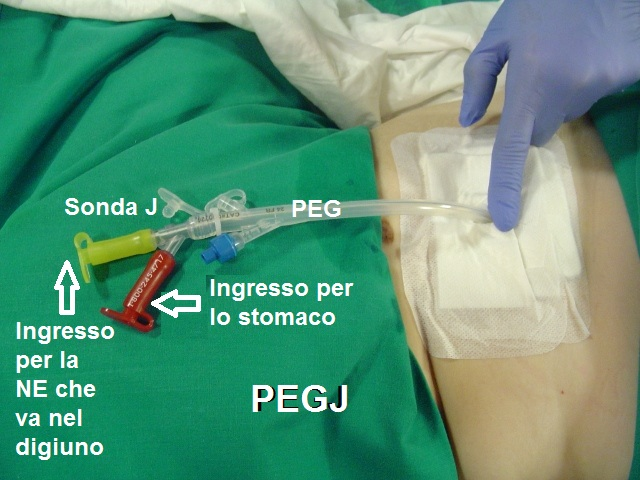 Sonda J
PEG
Ingresso per
lo stomaco
Ingresso
per la
NE che
va nel
digiuno
PEGJ